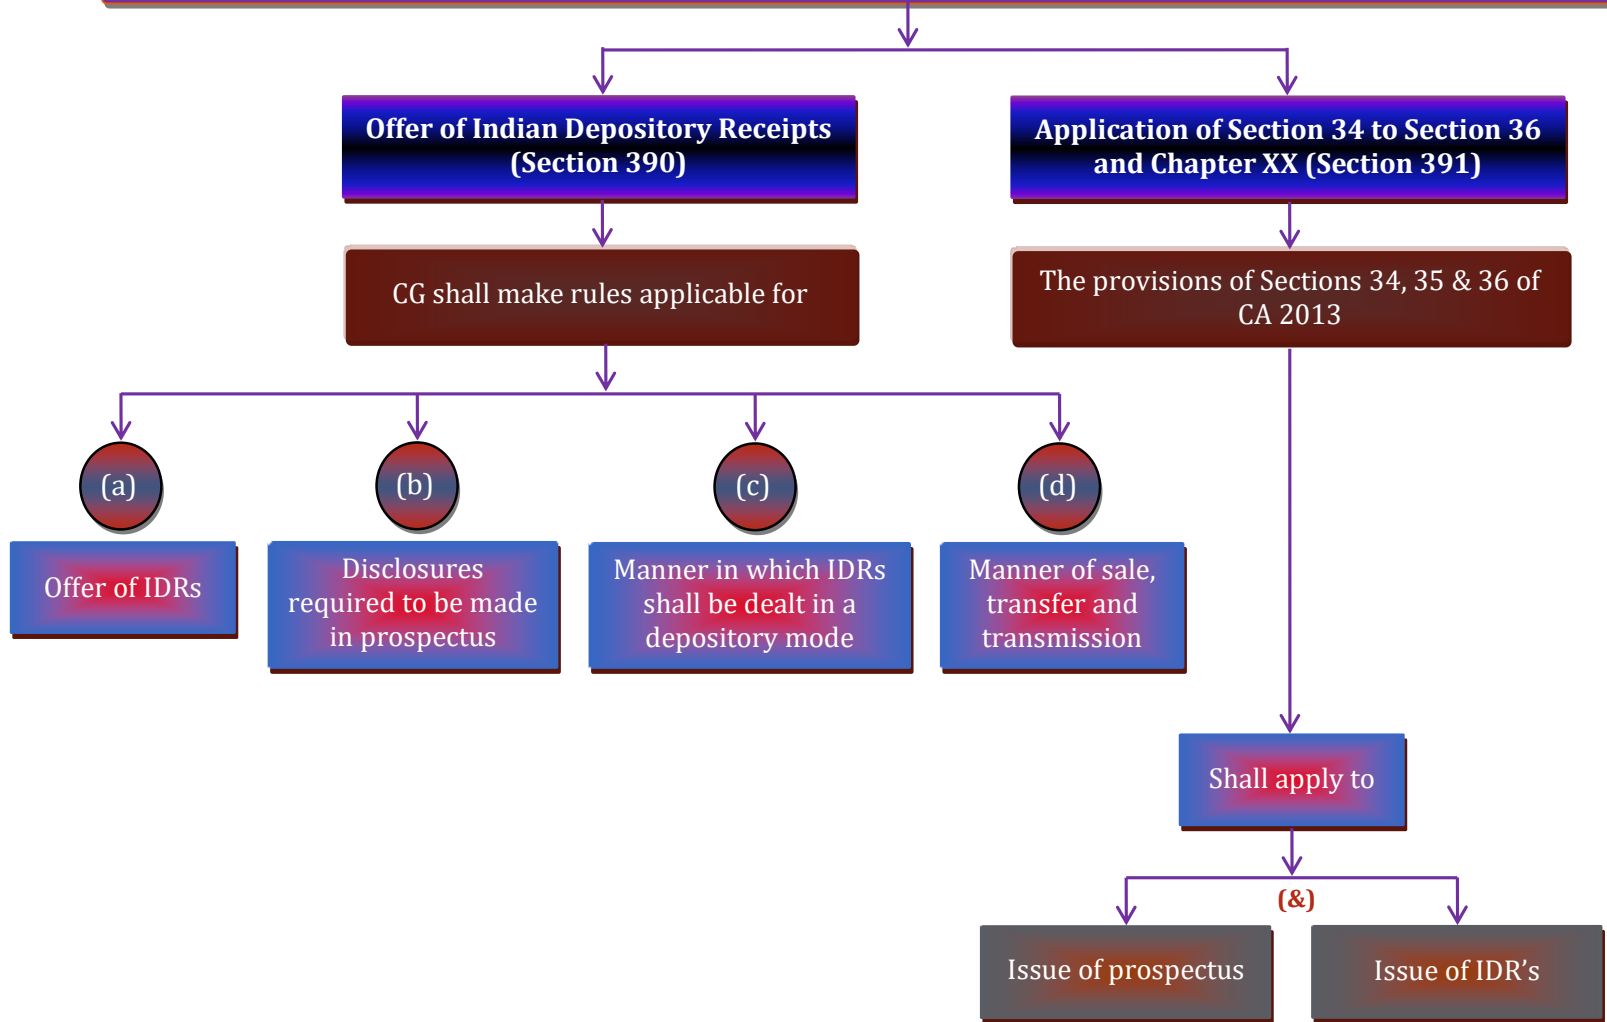 Offer of Indian Depository Receipts
(Section 390)
Application of Section 34 to Section 36
and Chapter XX (Section 391)
CG shall make rules applicable for
The provisions of Sections 34, 35 & 36 of
CA 2013
(a)
(b)
(c)
(d)
Offer of IDRs
Disclosures
required to be made
in prospectus
Manner in which IDRs
shall be dealt in a
depository mode
Manner of sale,
transfer and
transmission
Shall apply to
(&)
Issue of prospectus
Issue of IDR’s